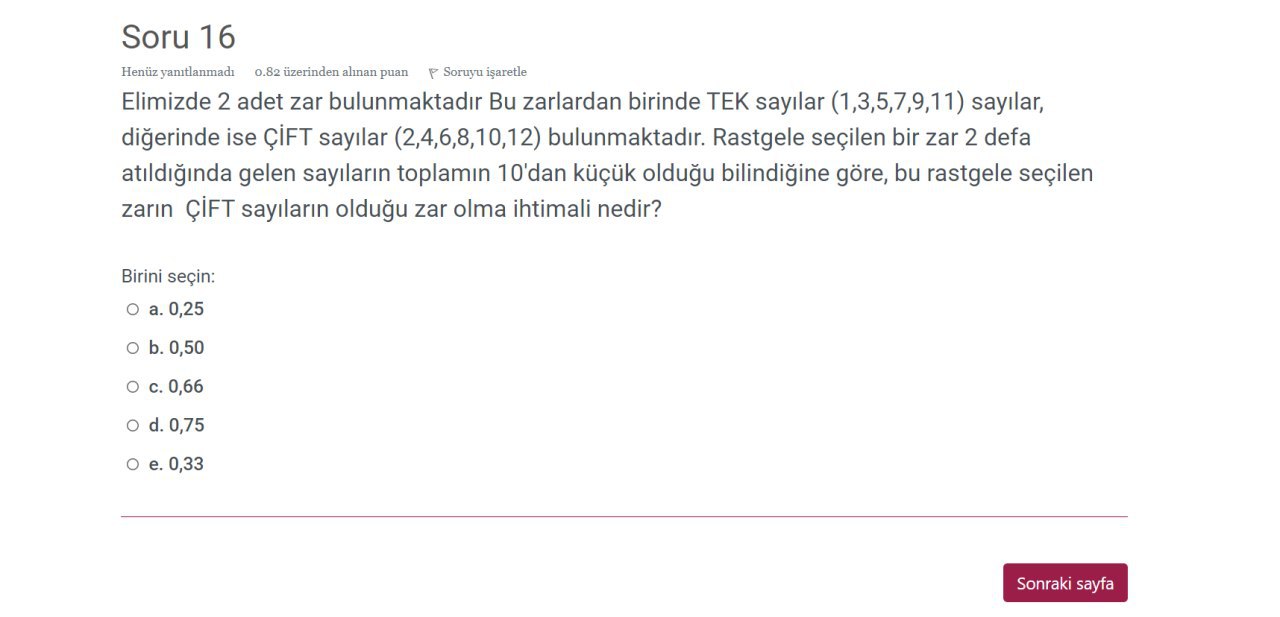 Soru 16
Henüz yanıtlanmadı 0.82 üzerinden alınan puan Soruyu işaretle
Elimizde 2 adet zar bulunmaktadır Bu zarlardan birinde TEK sayılar (1,3,5,7,9,11) sayılar,
diğerinde ise ÇİFT sayılar (2,4,6,8,10,12) bulunmaktadır. Rastgele seçilen bir zar 2 defa
atıldığında gelen sayıların toplamın 10'dan küçük olduğu bilindiğine göre, bu rastgele seçilen
zarın ÇİFT sayıların olduğu zar olma ihtimali nedir?
Birini seçin:
a. 0,25
b. 0,50
c. 0,66
d. 0,75
e. 0,33
Sonraki sayfa